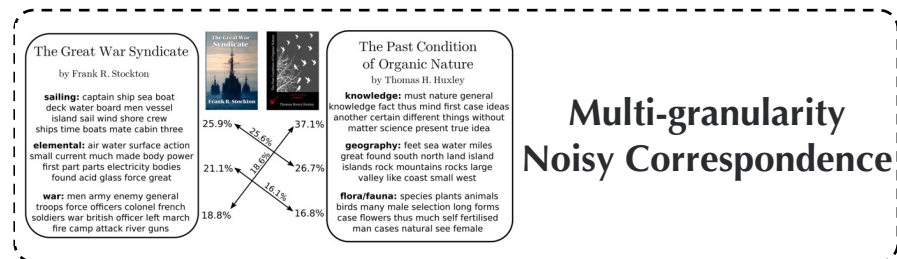 The Great War Syndicate
by Frank R. Stockton
sailing: captain ship sea boat
deck water board men vessel
island sail wind shore crew
ships time boats mate cabin three
elemental: air water surface action
small current much made body power
first part parts electricity bodies
found acid glass force great
war: men army enemy general
troops force officers colonel french
soldiers war british officer left march
fire camp attack river guns
The Great War
Syndicate
Frank R. Stockton
Thomas Henry Huxley
25.9%
37.1%
25.6%
18.6%
21.1%
26.7%
16.1%
18.8%
16.8%
The Past Condition
of Organic Nature
by Thomas H. Huxley
knowledge: must nature general
knowledge fact thus mind first case ideas
another certain different things without
matter science present true idea
geography: feet sea water miles
great found south north land island
islands rock mountains rocks large
valley like coast small west
flora/fauna: species plants animals
birds many male selection long forms
case flowers thus much self fertilised
man cases natural see female
Multi-granularity
Noisy Correspondence